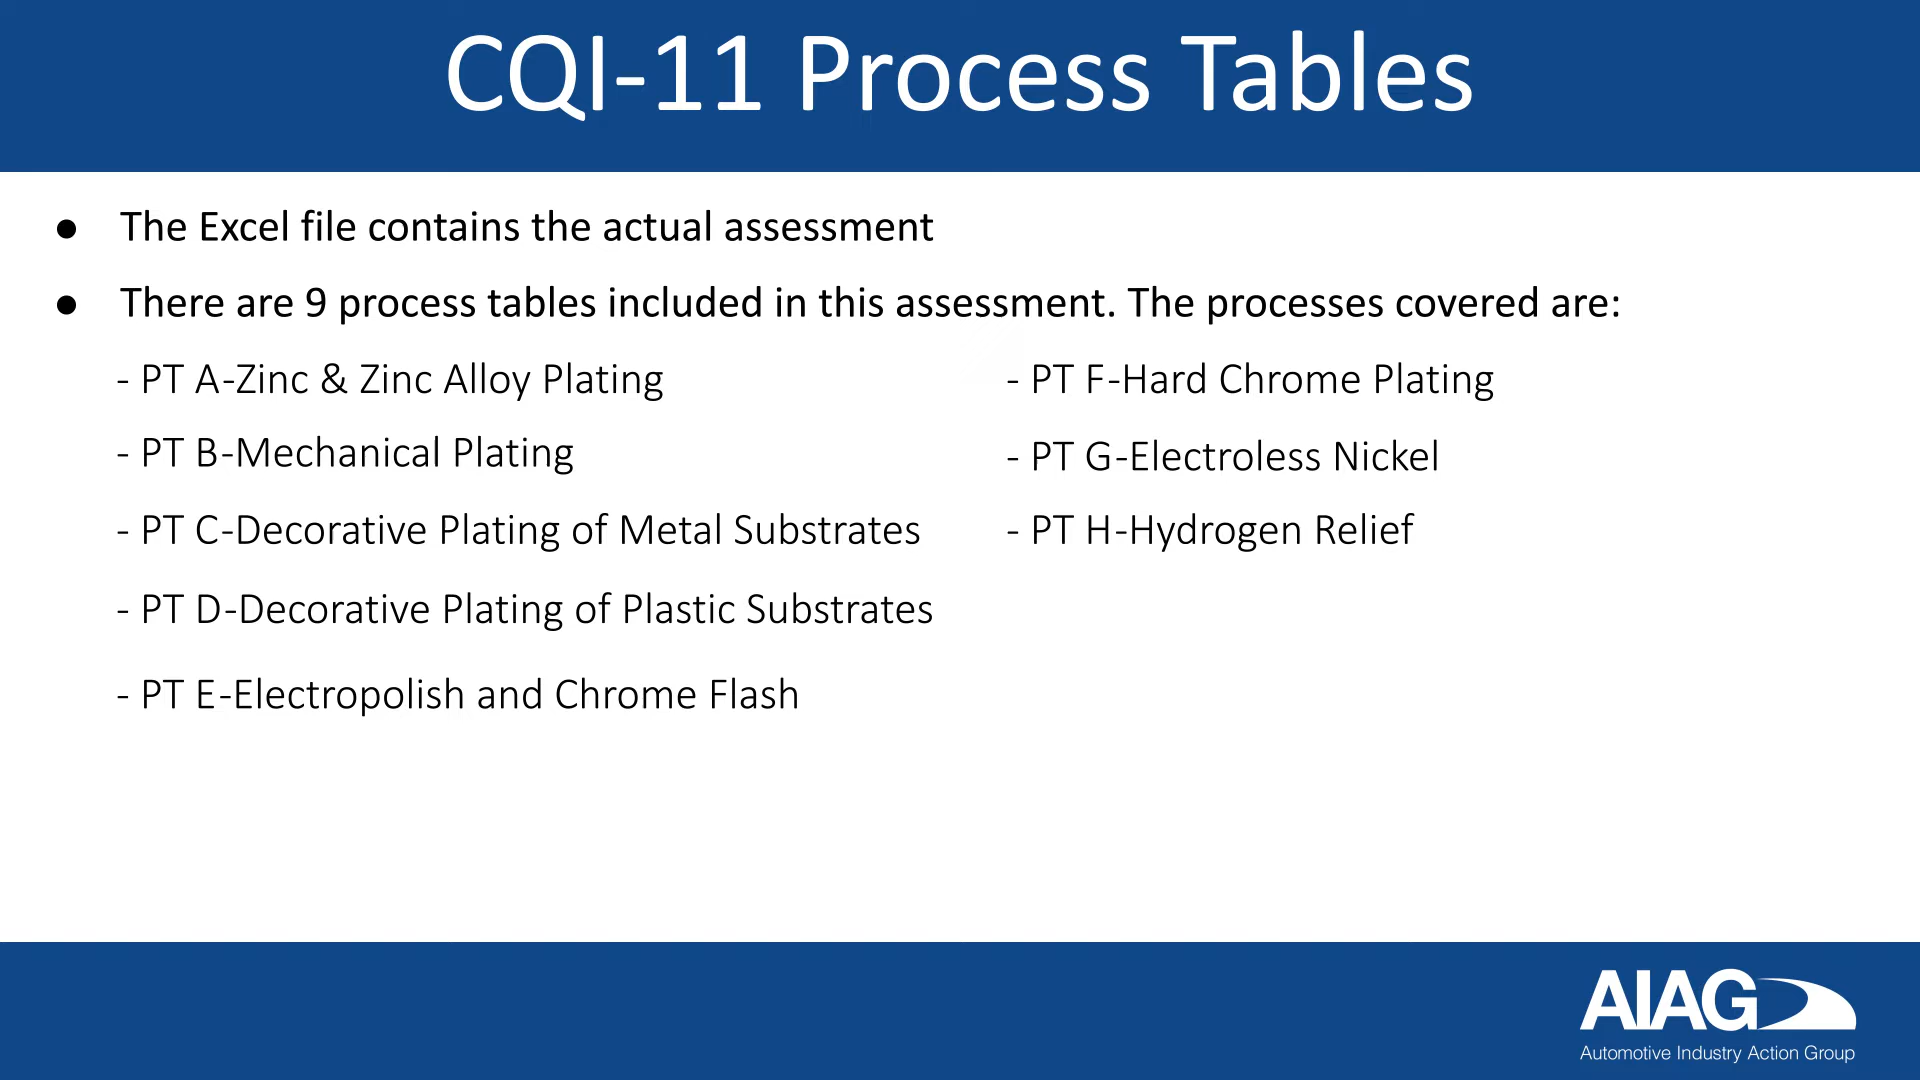 CQI-11 Process Tables
● The Excel file contains the actual assessment
● There are 9 process tables included in this assessment. The processes covered are:
- PT A-Zinc & Zinc Alloy Plating
- PT B-Mechanical Plating
- PT C-Decorative Plating of Metal Substrates
- PT D-Decorative Plating of Plastic Substrates
- PT E-Electropolish and Chrome Flash
- PT F-Hard Chrome Plating
- PT G-Electroless Nickel
- PT H-Hydrogen Relief
AIAG
Automotive Industry Action Group